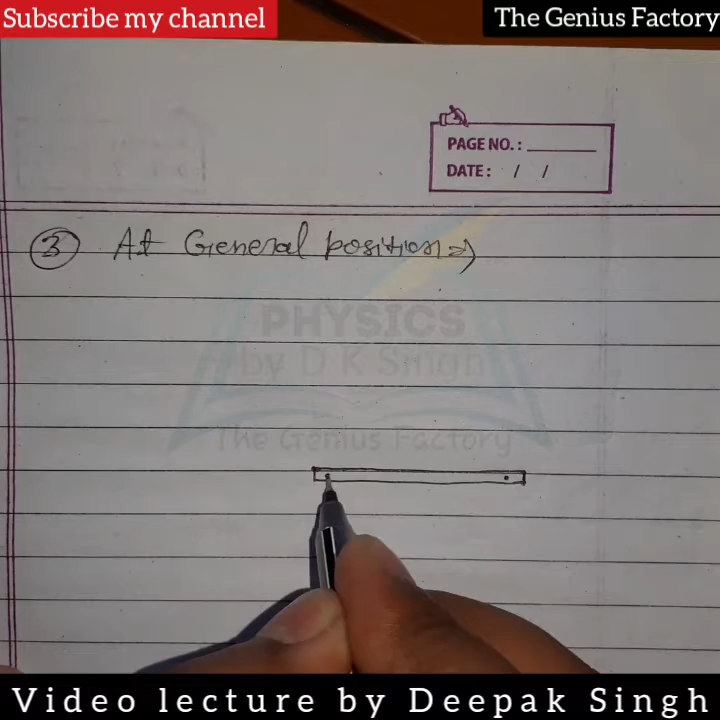 Subscribe my channel
The Genius Factory
PAGE NO. :
DATE : / /
③ At General position ⇒
PHYSICS
by D K Singh
The Genius Factory
Video lecture by Deepak Singh